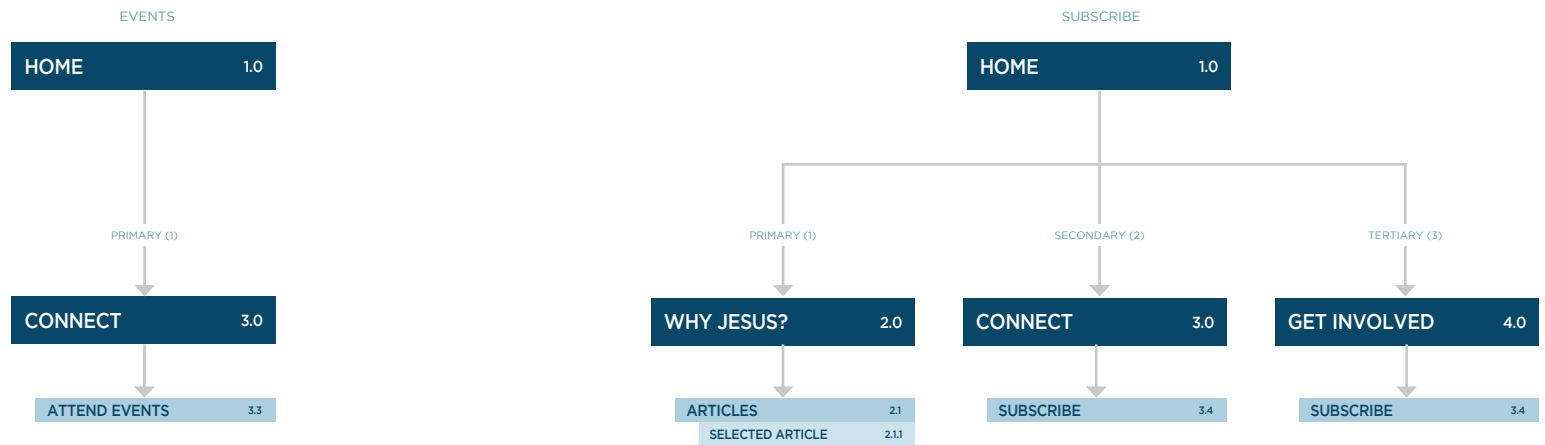 EVENTS
HOME 1.0
PRIMARY (1)
CONNECT 3.0
ATTEND EVENTS 3.3
SUBSCRIBE
HOME 1.0
PRIMARY (1)
WHY JESUS? 2.0
ARTICLES 2.1
SELECTED ARTICLE 2.1.1
SECONDARY (2)
CONNECT 3.0
SUBSCRIBE 3.4
TERTIARY (3)
GET INVOLVED 4.0
SUBSCRIBE 3.4